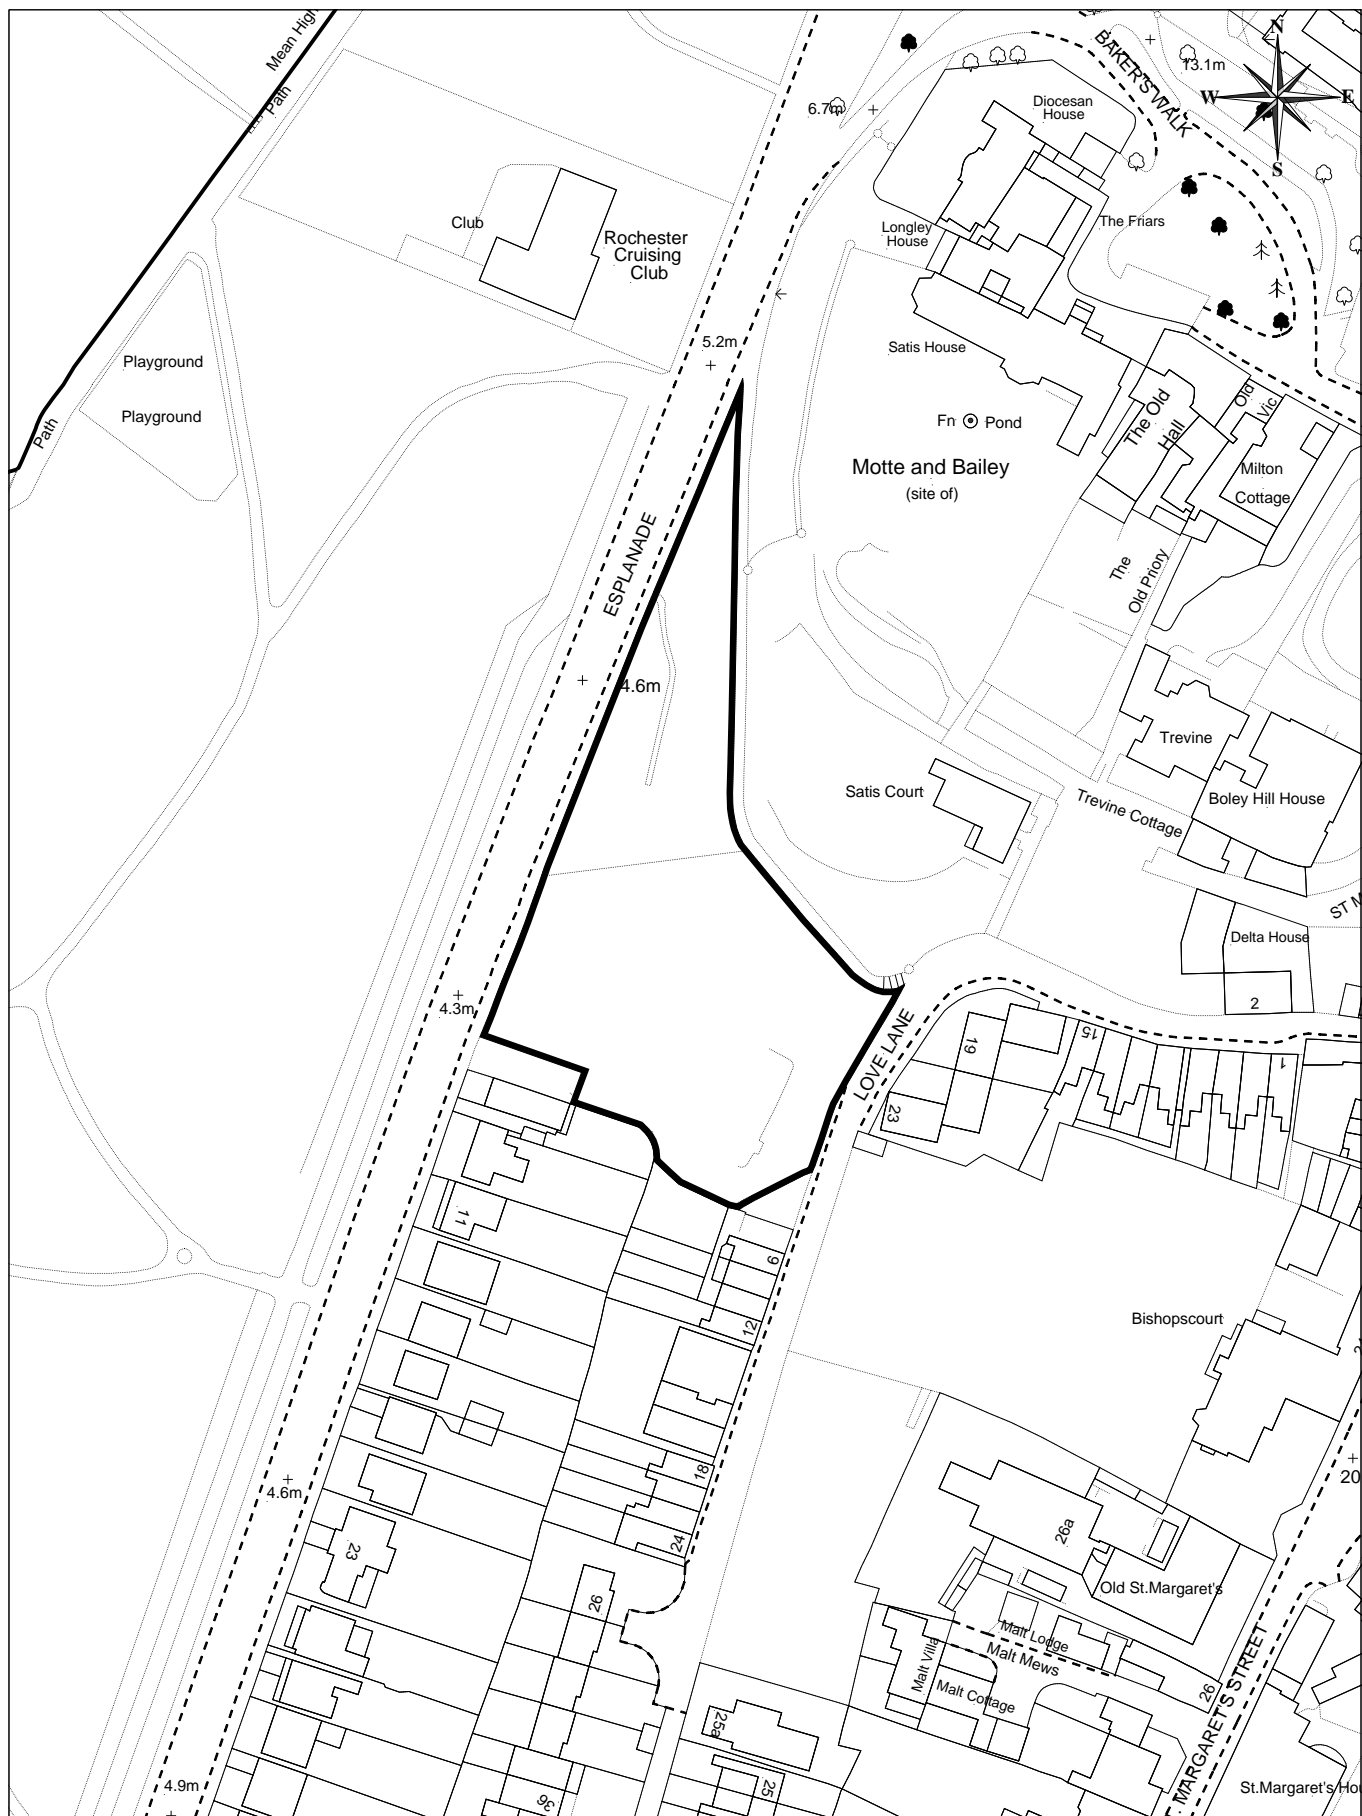 Mean High
Path
BAKER'S WALK
13.1m
N
W
E
S
6.7m
Diocesan
House
Club
Rochester
Cruising
Club
Longley
House
The Friars
5.2m
Satis House
Playground
Playground
Path
Fn
Pond
The Old
Hall
Old
Vic
Milton
Cottage
Motte and Bailey
(site of)
ESPLANADE
The
Old Priory
4.6m
Trevine
Satis Court
Trevine Cottage
Boley Hill House
ST M
Delta House
2
4.3m
LOVE LANE
19
15
1
23
11
9
12
Bishopscourt
18
20
4.6m
24
23
26a
26
Old St.Margaret's
Malt Lodge
Malt Mews
Malt Villa
Malt Cottage
26
25a
25
36
4.9m
MARGARET'S STREET
St.Margaret's Hou